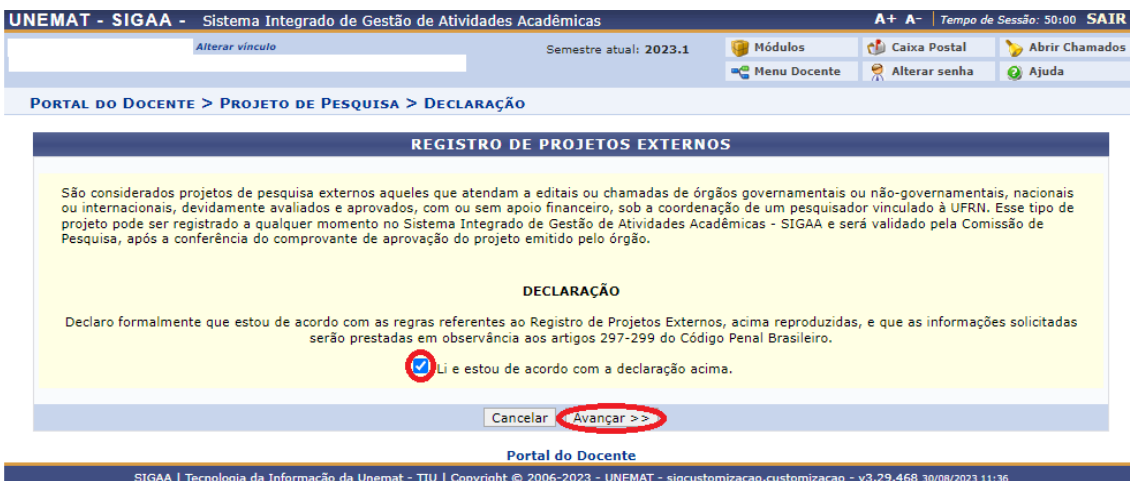 UNEMAT - SIGAA - Sistema Integrado de Gestão de Atividades Acadêmicas A+ A- | Tempo de Sessão: 50:00 SAIR
Alterar vínculo Semestre atual: 2023.1 Módulos Caixa Postal Abrir Chamados
Menu Docente Alterar senha Ajuda
PORTAL DO DOCENTE > PROJETO DE PESQUISA > DECLARAÇÃO
REGISTRO DE PROJETOS EXTERNOS
São considerados projetos de pesquisa externos aqueles que atendam a editais ou chamadas de órgãos governamentais ou não-governamentais, nacionais
ou internacionais, devidamente avaliados e aprovados, com ou sem apoio financeiro, sob a coordenação de um pesquisador vinculado à UFRN. Esse tipo de
projeto pode ser registrado a qualquer momento no Sistema Integrado de Gestão de Atividades Acadêmicas - SIGAA e será validado pela Comissão de
Pesquisa, após a conferência do comprovante de aprovação do projeto emitido pelo órgão.
DECLARAÇÃO
Declaro formalmente que estou de acordo com as regras referentes ao Registro de Projetos Externos, acima reproduzidas, e que as informações solicitadas
serão prestadas em observância aos artigos 297-299 do Código Penal Brasileiro.
Li e estou de acordo com a declaração acima.
Cancelar Avançar >>
Portal do Docente
SIGAA | Tecnologia da Informação da Unemat - TIU | Copyright © 2006-2023 - UNEMAT - sigcustomizacao.customizacao - v3.29.468 30/08/2023 11:36